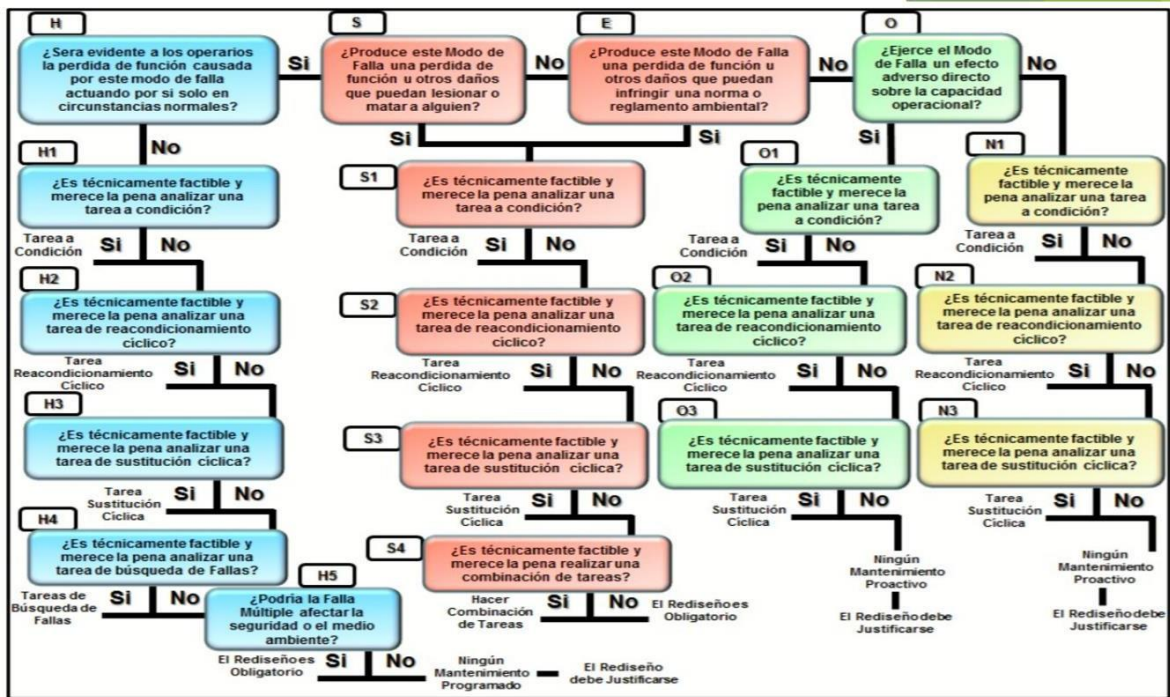 H
¿Sera evidente a los operarios
la perdida de función causada
por este modo de falla
actuando por si solo en
circunstancias normales?
Si
No
S
¿Produce este Modo de
Falla una perdida de
función u otros daños
que puedan lesionar o
matar a alguien?
No
Si
E
¿Produce este Modo de Falla
una perdida de función u
otros daños que puedan
infringir una norma o
reglamento ambiental?
No
Si
O
¿Ejerce el Modo
de Falla un efecto
adverso directo
sobre la capacidad
operacional?
No
Si
H1
¿Es técnicamente factible y
merece la pena analizar una
tarea a condición?
Tarea a
Condición
Si
No
H2
¿Es técnicamente factible y
merece la pena analizar una
tarea de reacondicionamiento
cíclico?
Tarea
Reacondicionamiento
Cíclico
Si
No
H3
¿Es técnicamente factible y
merece la pena analizar una
tarea de sustitución cíclica?
Tarea
Sustitución
Cíclica
Si
No
H4
¿Es técnicamente factible y
merece la pena analizar una
tarea de búsqueda de Fallas?
Tareas de
Búsqueda de
Fallas
Si
No
H5
¿Podría la Falla
Múltiple afectar la
seguridad o el medio
ambiente?
El Rediseño es
Obligatorio
Si
No
Ningún
Mantenimiento
Programado
El Rediseño
debe Justificarse
S1
¿Es técnicamente factible y
merece la pena analizar una
tarea a condición?
Tarea a
Condición
Si
No
S2
¿Es técnicamente factible y
merece la pena analizar una
tarea de reacondicionamiento
cíclico?
Tarea
Reacondicionamiento
Cíclico
Si
No
S3
¿Es técnicamente factible y
merece la pena analizar una
tarea de sustitución cíclica?
Tarea
Sustitución
Cíclica
Si
No
S4
¿Es técnicamente factible y
merece la pena realizar una
combinación de tareas?
Hacer
Combinación
de Tareas
Si
No
El Rediseño es
Obligatorio
O1
¿Es técnicamente
factible y merece la
pena analizar una tarea
a condición?
Tarea a
Condición
Si
No
O2
¿Es técnicamente factible y
merece la pena analizar una
tarea de reacondicionamiento
cíclico?
Tarea
Reacondicionamiento
Cíclico
Si
No
O3
¿Es técnicamente factible y
merece la pena analizar una
tarea de sustitución cíclica?
Tarea
Sustitución
Cíclica
Si
No
Ningún
Mantenimiento
Proactivo
El Rediseño debe
Justificarse
N1
¿Es técnicamente
factible y merece la
pena analizar una tarea
a condición?
Tarea a
Condición
Si
No
N2
¿Es técnicamente factible y
merece la pena analizar una
tarea de reacondicionamiento
cíclico?
Tarea
Reacondicionamiento
Cíclico
Si
No
N3
¿Es técnicamente factible y
merece la pena analizar una
tarea de sustitución cíclica?
Tarea
Sustitución
Cíclica
Si
No
Ningún
Mantenimiento
Proactivo
El Rediseño debe
Justificarse